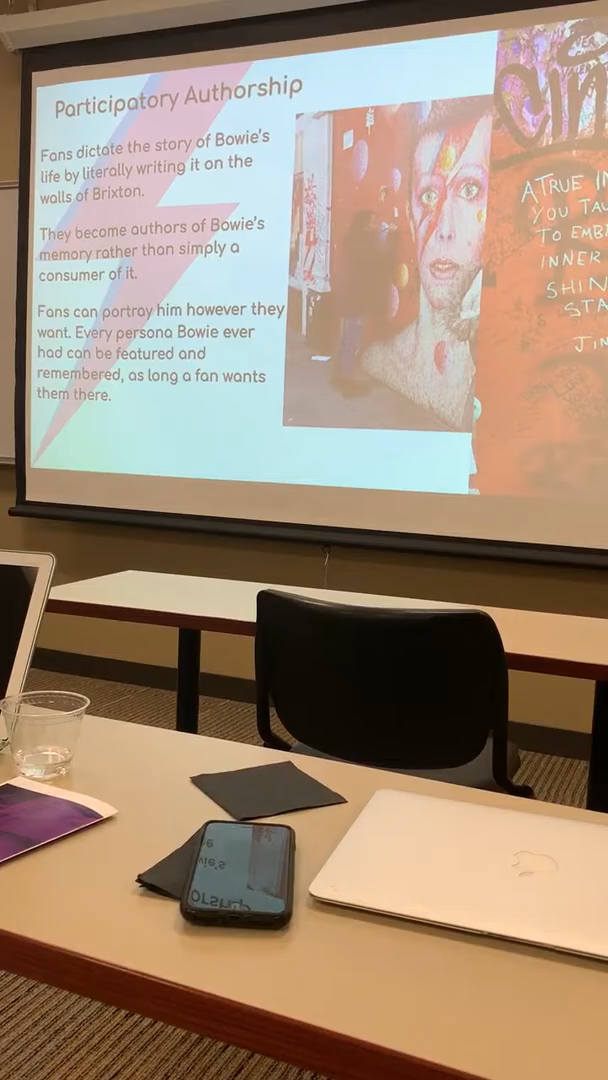 Participatory Authorship
Fans dictate the story of Bowie's
life by literally writing it on the
walls of Brixton.
They become authors of Bowie's
memory rather than simply a
consumer of it.
Fans can portray him however they
want. Every persona Bowie ever
had can be featured and
remembered, as long a fan wants
them there.
A TRUE IN
YOU TAU
TO EMB
INNER
SHIN
STA
JIN